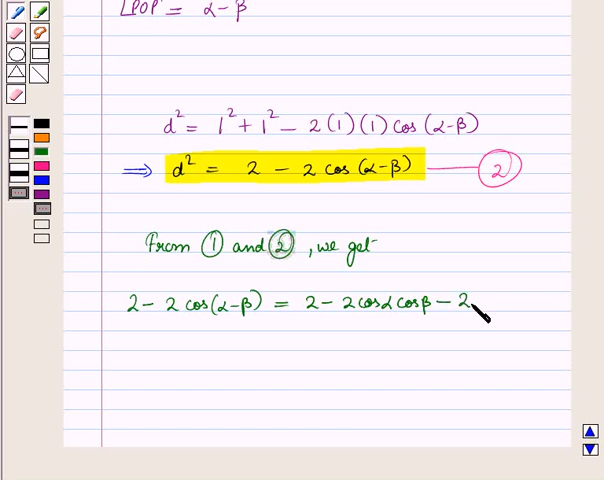 ∠POP = α-β
d² = 1² + 1² - 2(1)(1) cos(α-β)
⇒ d² = 2 - 2 cos(α-β) — ②
From ① and ②, we get
2 - 2 cos(α-β) = 2 - 2cosα cosβ - 2